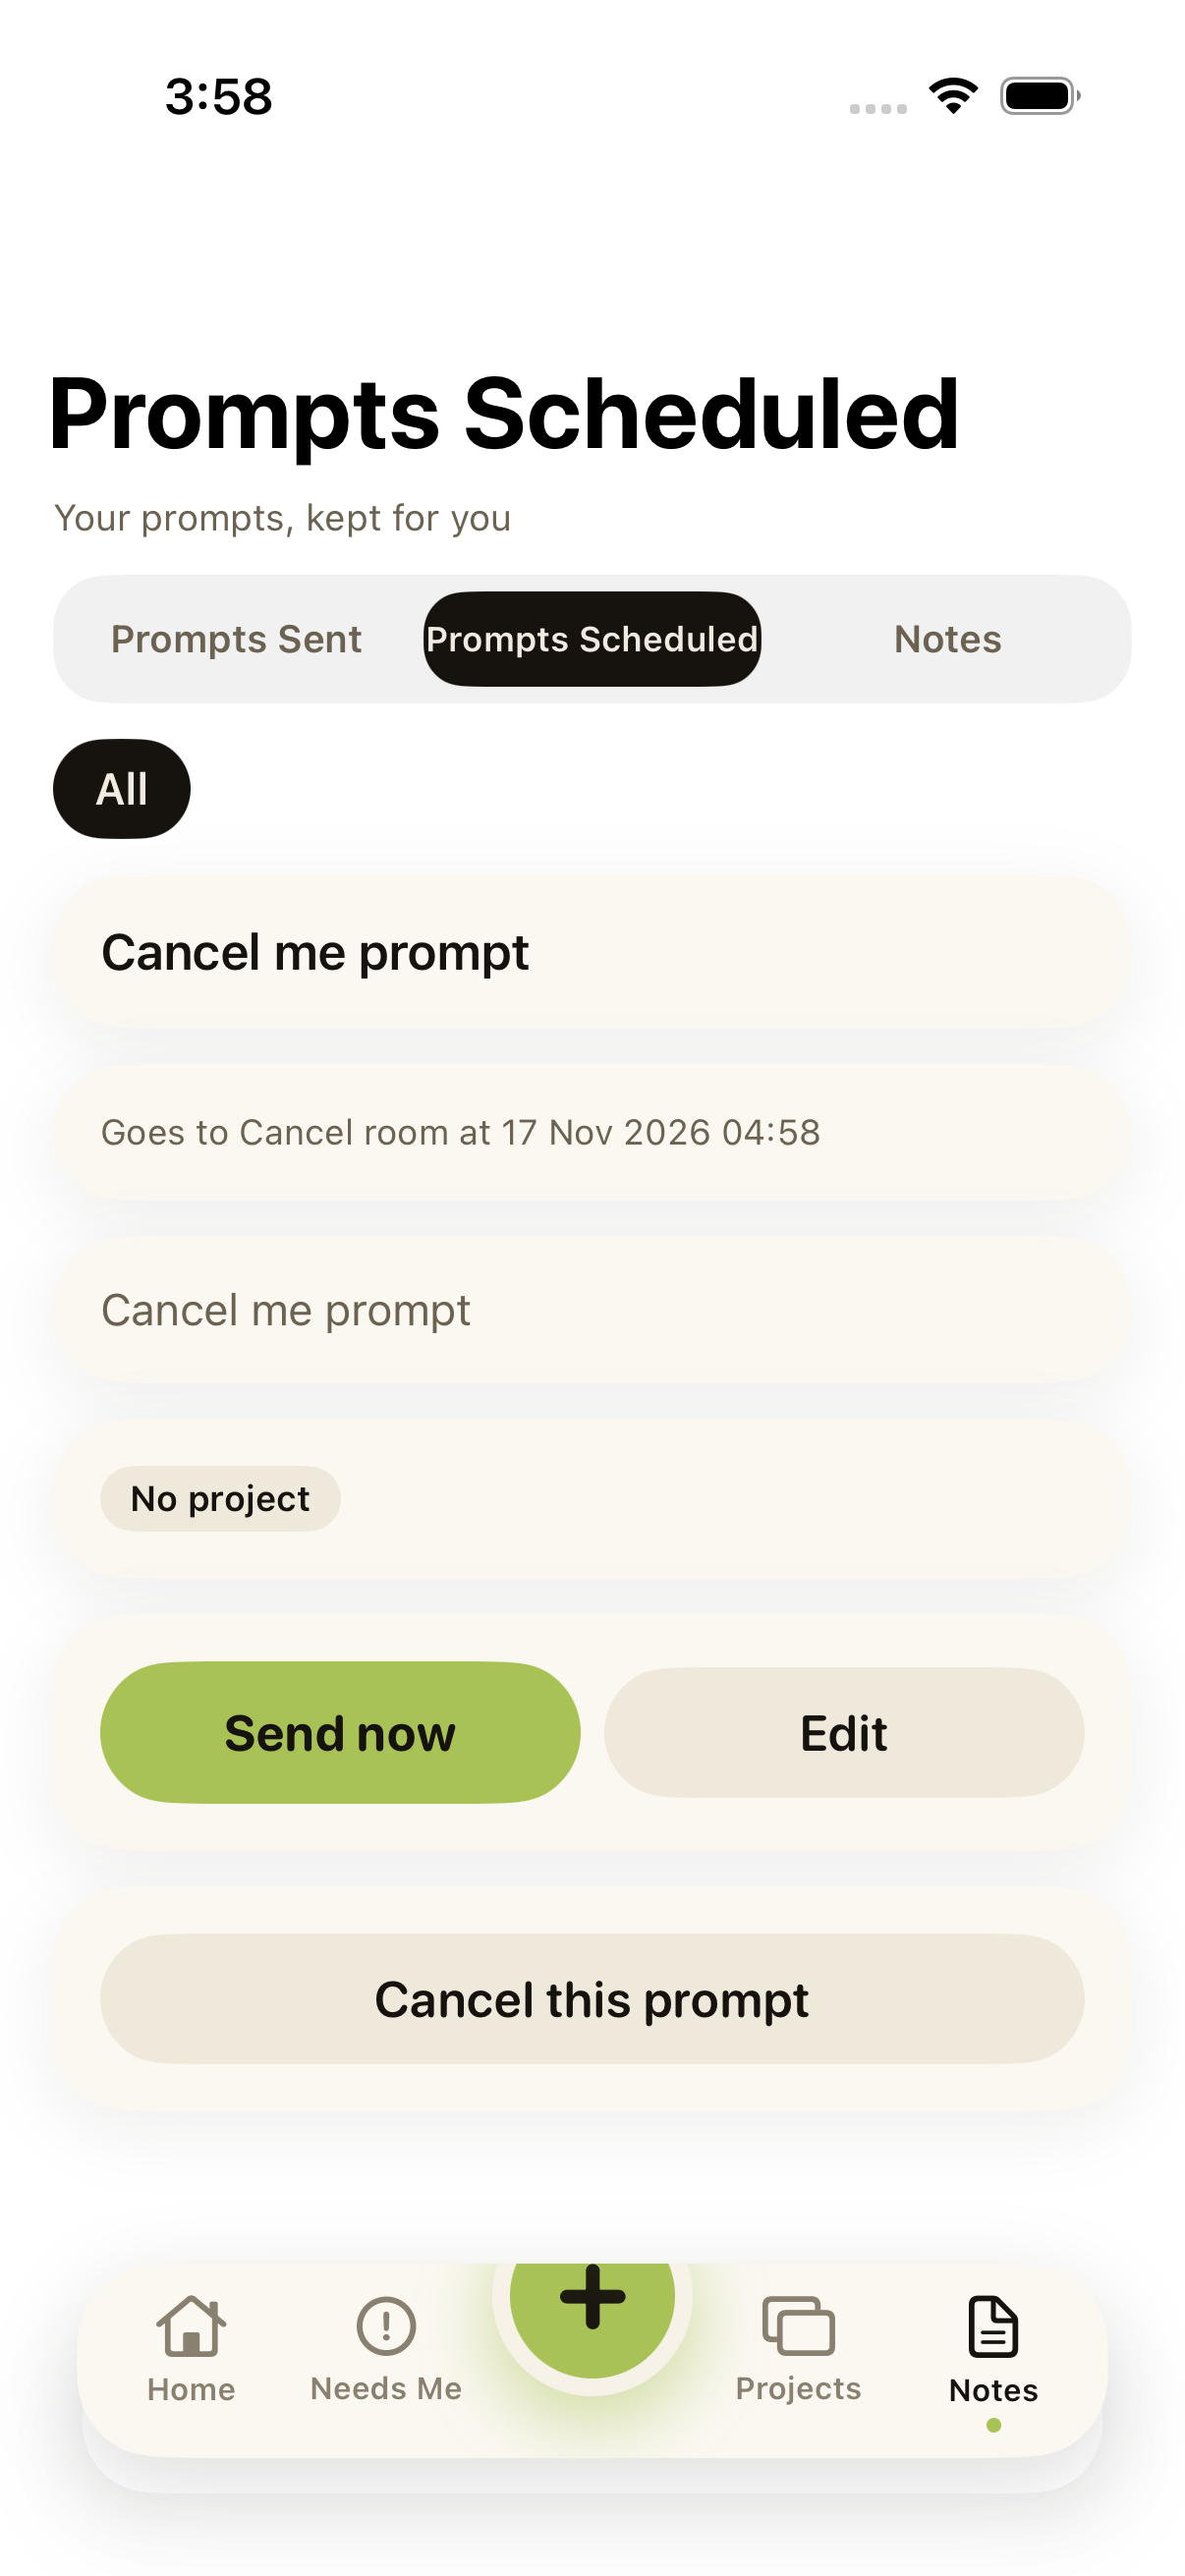 3:58
Prompts Scheduled
Your prompts, kept for you
Prompts Sent
Prompts Scheduled
Notes
All
Cancel me prompt
Goes to Cancel room at 17 Nov 2026 04:58
Cancel me prompt
No project
Send now
Edit
Cancel this prompt
Home
Needs Me
Projects
Notes